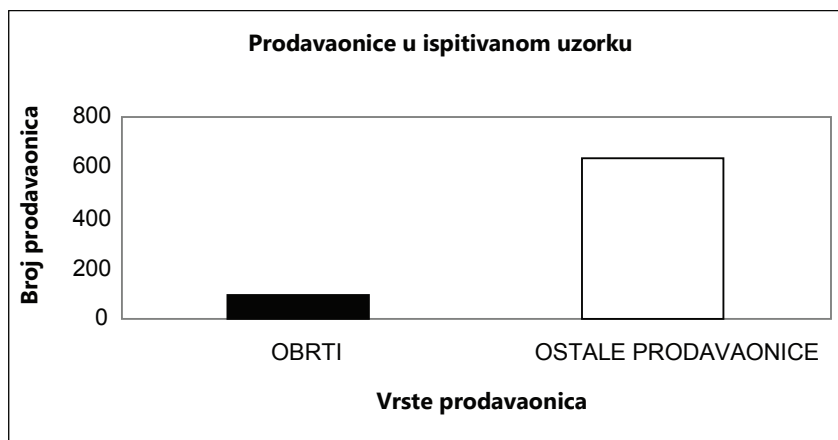 Prodavaonice u ispitivanom uzorku
Broj prodavaonica
800
600
400
200
0
OBRTI
OSTALE PRODAVAONICE
Vrste prodavaonica